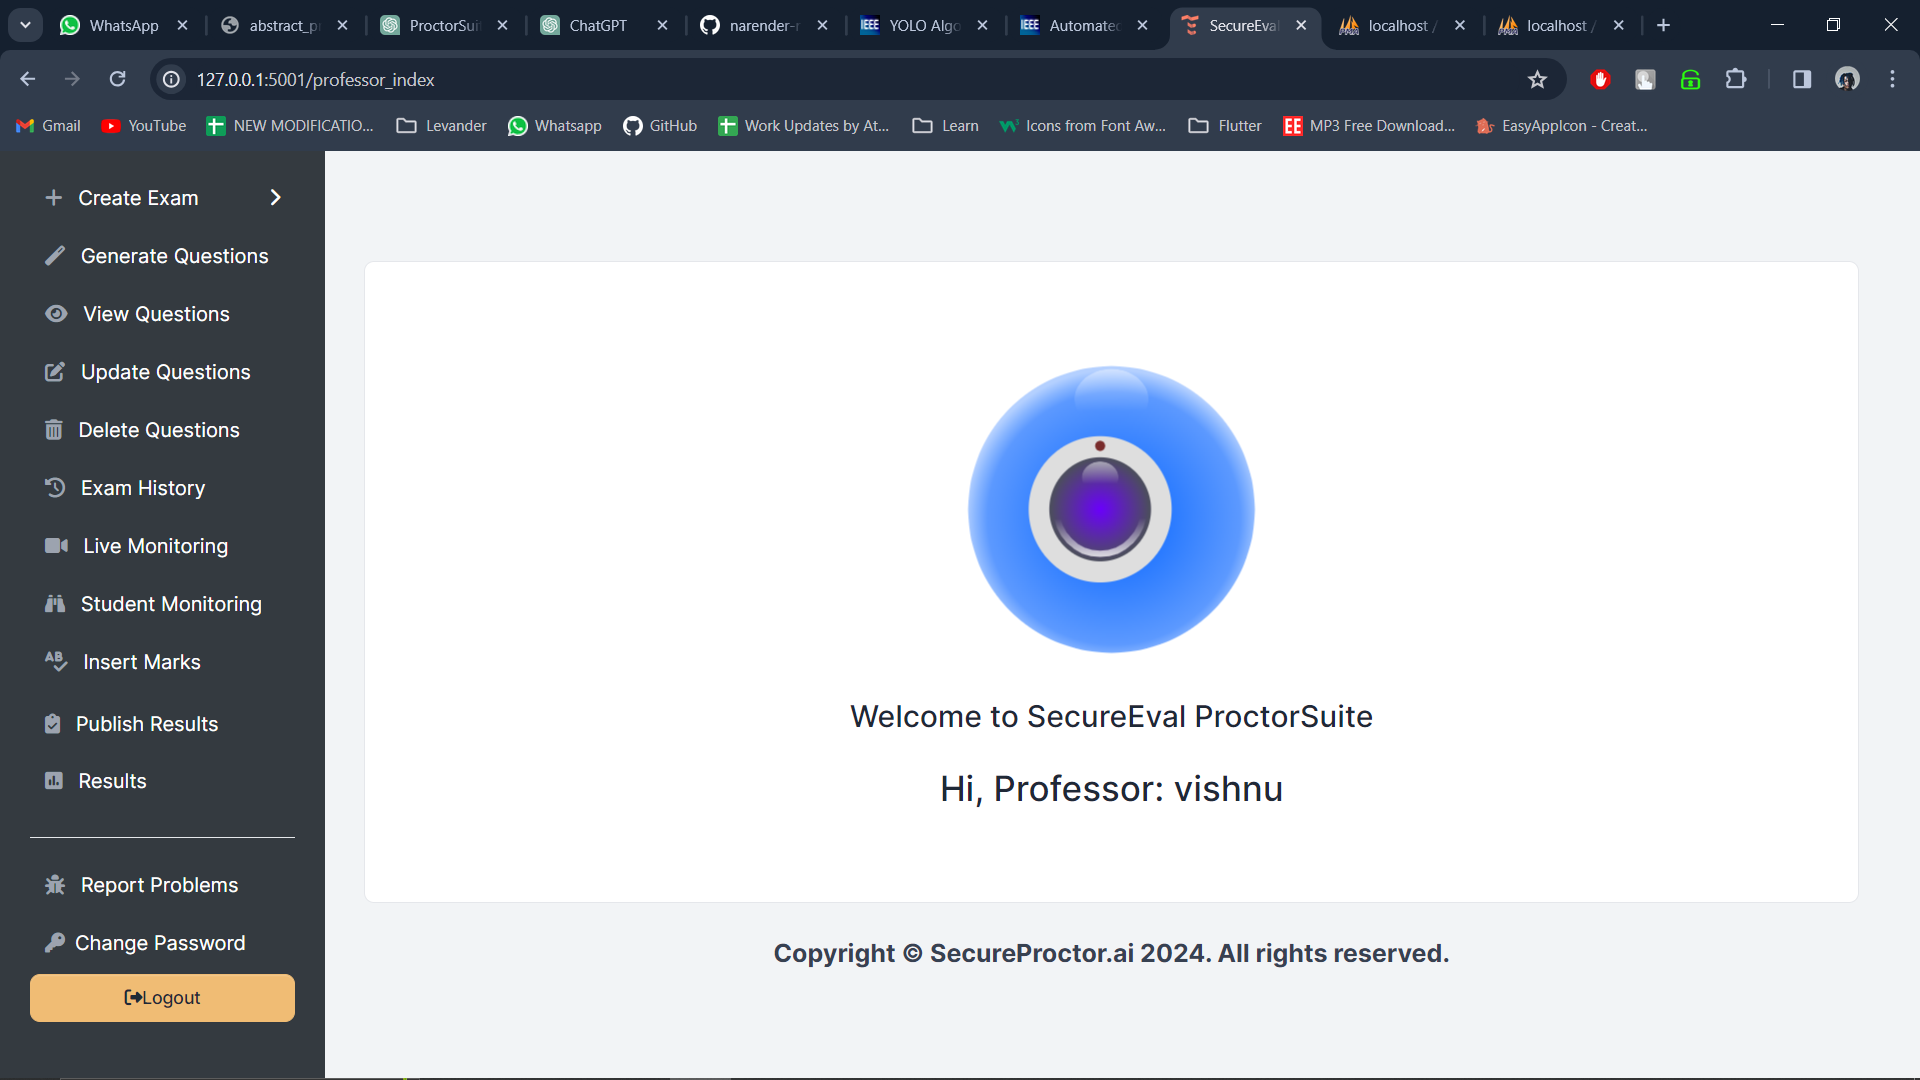 WhatsApp
abstract_p
ProctorSui
ChatGPT
narender-r
YOLO Algo
Automated
SecureEval
localhost /
localhost /
127.0.0.1:5001/professor_index
Gmail
YouTube
NEW MODIFICATIO...
Levander
Whatsapp
GitHub
Work Updates by At...
Learn
Icons from Font Aw...
Flutter
MP3 Free Download...
EasyAppIcon - Creat...
Create Exam
Generate Questions
View Questions
Update Questions
Delete Questions
Exam History
Live Monitoring
Student Monitoring
Insert Marks
Publish Results
Results
Report Problems
Change Password
Logout
Welcome to SecureEval ProctorSuite
Hi, Professor: vishnu
Copyright © SecureProctor.ai 2024. All rights reserved.